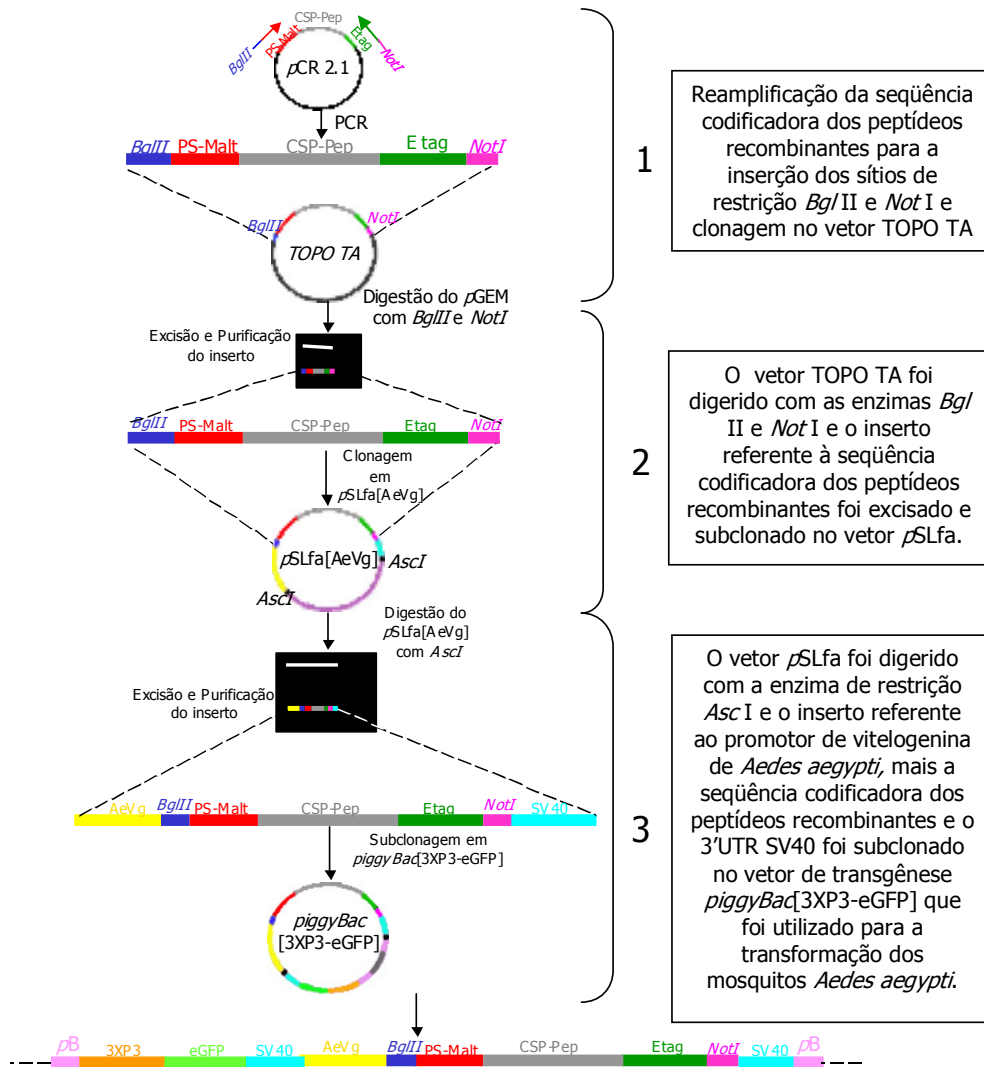 CSP-Pep
BglII PS-Malt Etag NotI
pCR 2.1
PCR
BglII PS-Malt CSP-Pep E tag NotI
BglII NotI
TOPO TA
1
Reamplificação da seqüência
codificadora dos peptídeos
recombinantes para a
inserção dos sítios de
restrição Bgl II e Not I e
clonagem no vetor TOPO TA
Digestão do pGEM
com BglII e NotI
Excisão e Purificação
do inserto
BglII PS-Malt CSP-Pep Etag NotI
Clonagem
em
pSLfa[AeVg]
pSLfa[AeVg] AscI
AscI
2
O vetor TOPO TA foi
digerido com as enzimas Bgl
II e Not I e o inserto
referente à seqüência
codificadora dos peptídeos
recombinantes foi excisado e
subclonado no vetor pSLfa.
Digestão do
pSLfa[AeVg]
com AscI
Excisão e Purificação
do inserto
AeVg BglII PS-Malt CSP-Pep Etag NotI SV40
Subclonagem em
piggyBac[3XP3-eGFP]
piggyBac
[3XP3-eGFP]
3
O vetor pSLfa foi digerido
com a enzima de restrição
Asc I e o inserto referente
ao promotor de vitelogenina
de Aedes aegypti, mais a
seqüência codificadora dos
peptídeos recombinantes e o
3'UTR SV40 foi subclonado
no vetor de transgênese
piggyBac[3XP3-eGFP] que
foi utilizado para a
transformação dos
mosquitos Aedes aegypti.
pB 3XP3 eGFP SV40 AeVg BglII PS-Malt CSP-Pep Etag NotI SV40 pB